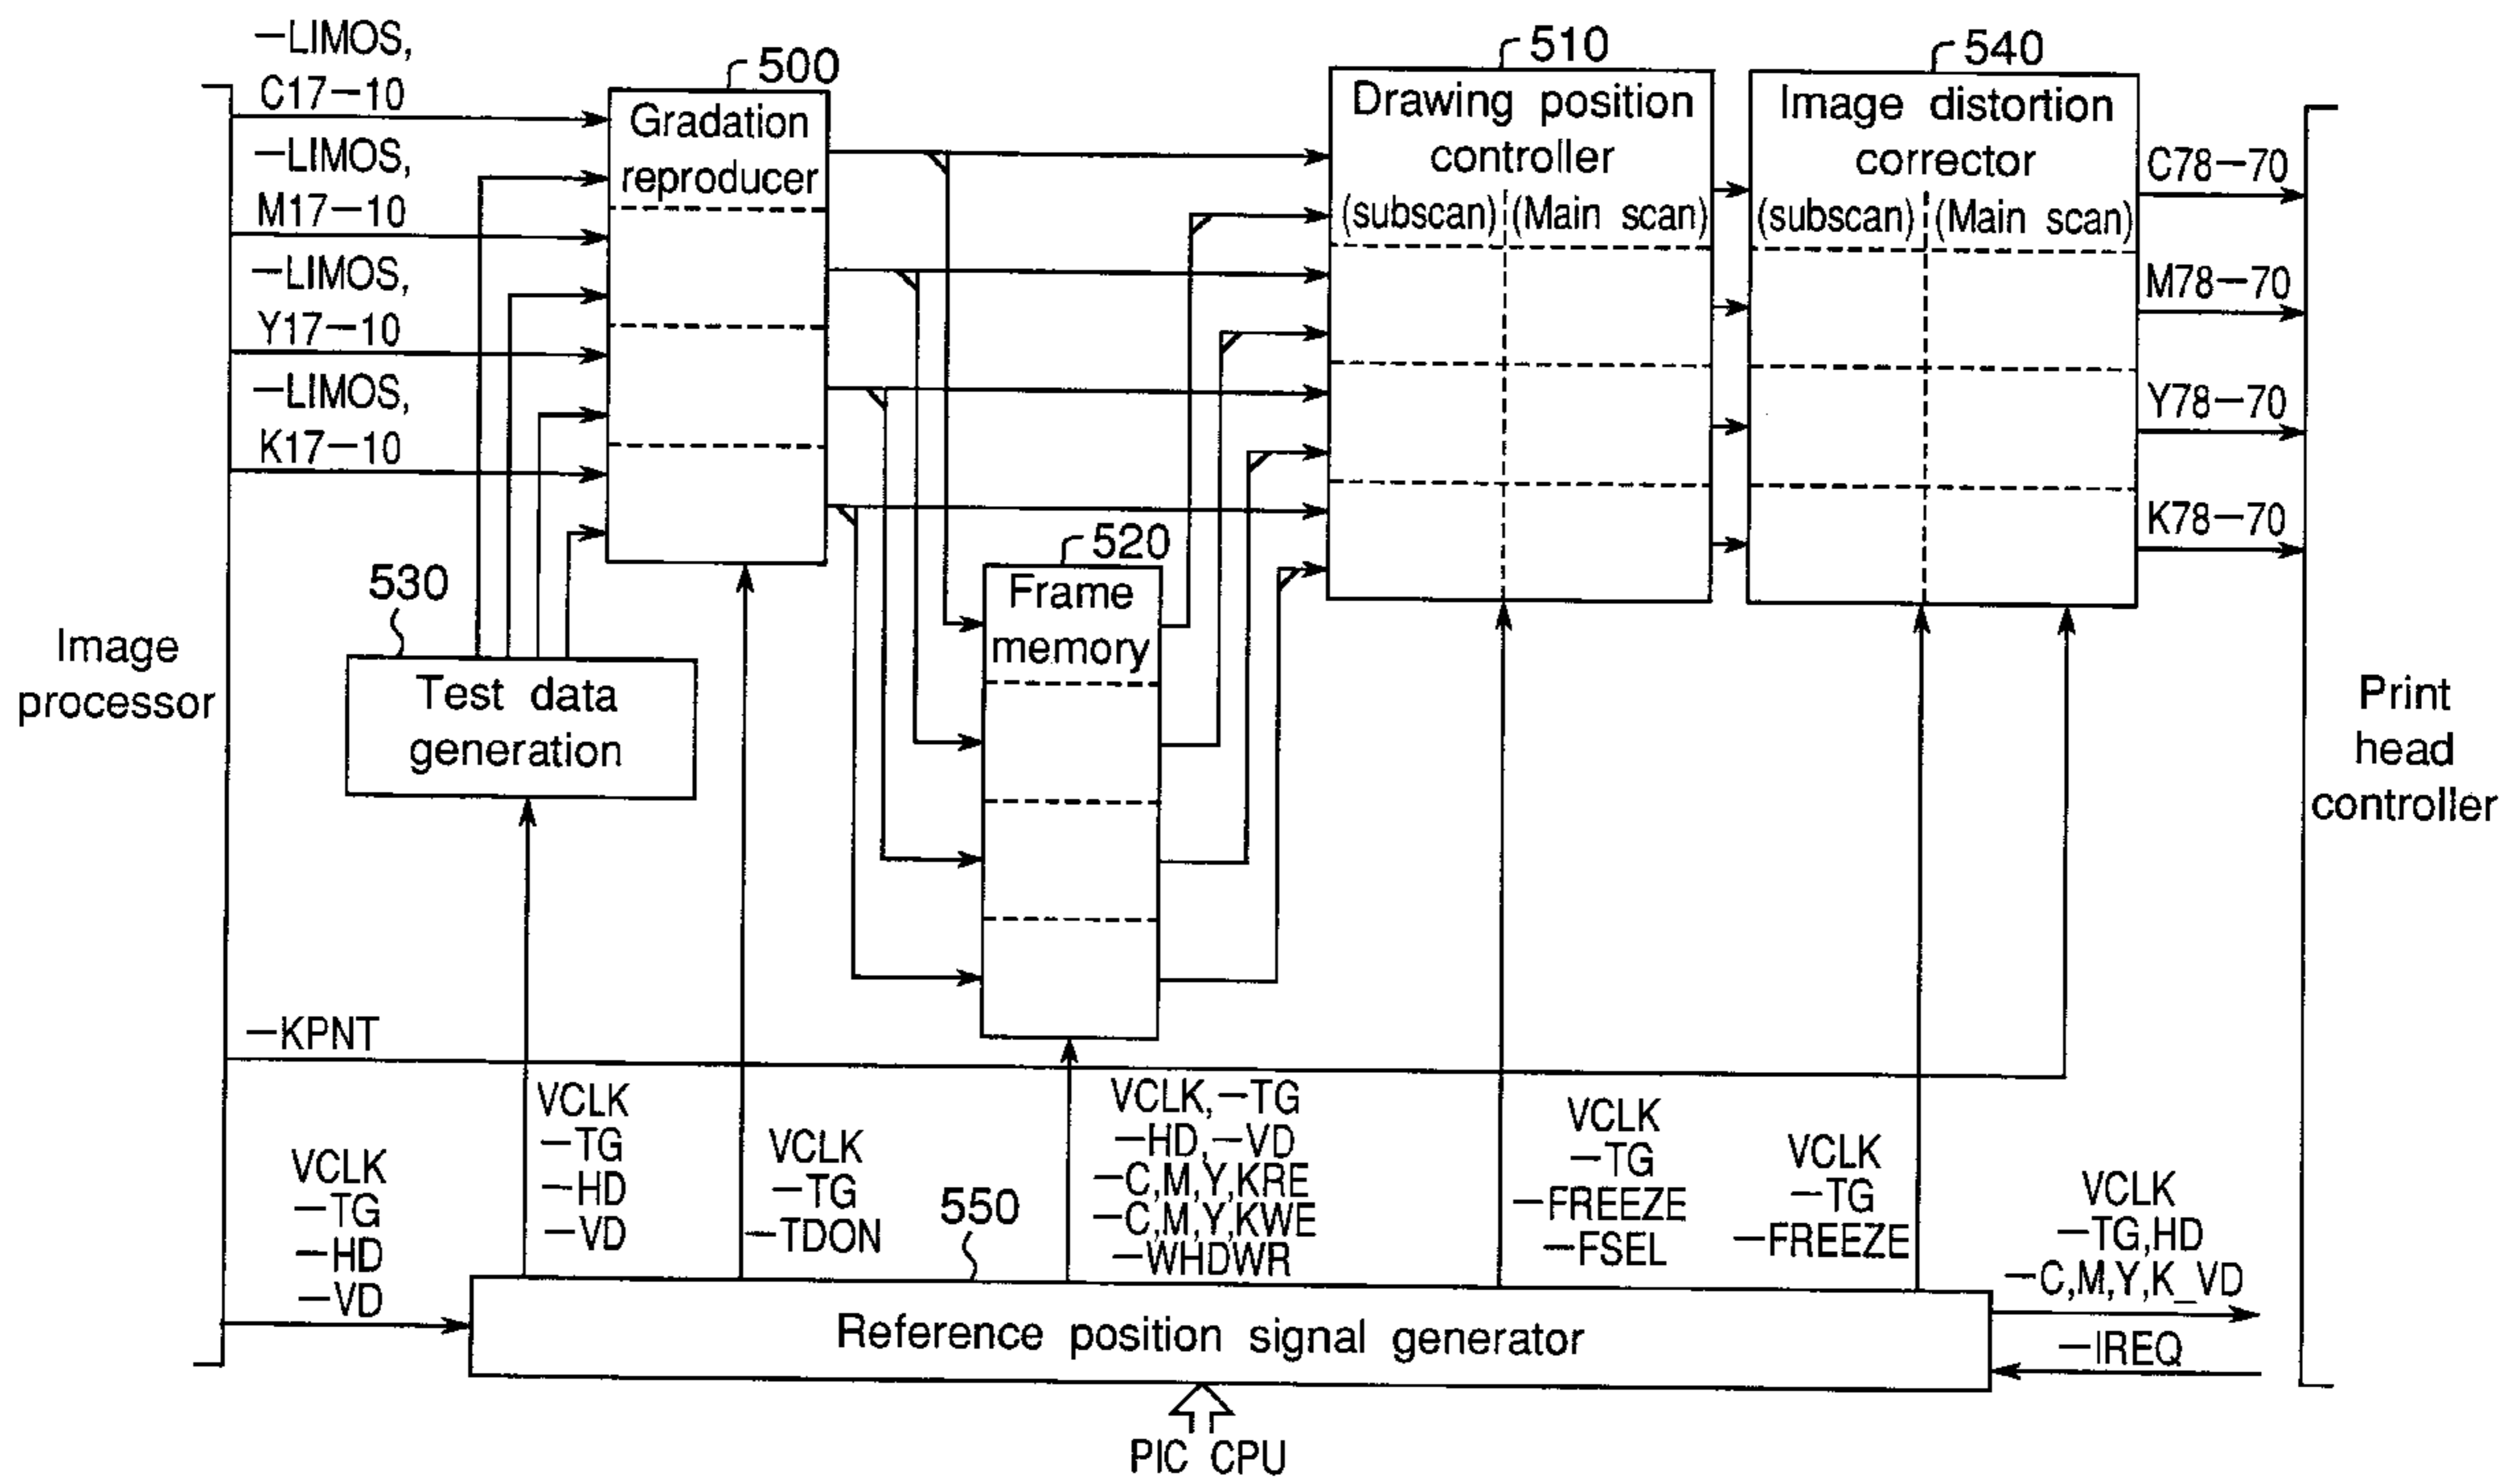 —LIMOS,
C17—10
—LIMOS,
M17—10
—LIMOS,
Y17—10
—LIMOS,
K17—10
500
Gradation
reproducer
510
Drawing position
controller
(subscan) (Main scan)
540
Image distortion
corrector
(subscan) (Main scan)
C78—70
M78—70
Y78—70
K78—70
530
Test data
generation
520
Frame
memory
Image
processor
Print
head
controller
—KPNT
VCLK
—TG
—HD
—VD
VCLK
—TG
—HD
—VD
VCLK
—TG
—TDON
VCLK,—TG
—HD,—VD
—C,M,Y,KRE
—C,M,Y,KWE
—WHDWR
VCLK
—TG
—FREEZE
—FSEL
VCLK
—TG
—FREEZE
VCLK
—TG,HD
—C,M,Y,K_VD
—IREQ
550
Reference position signal generator
PIC CPU